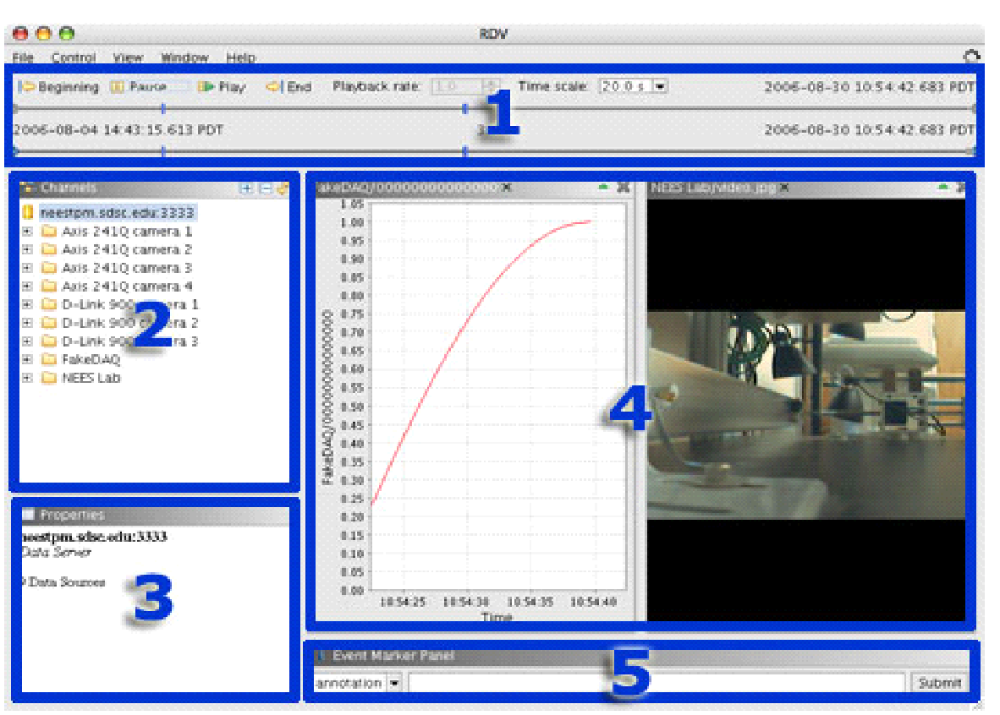 RDV
File Control View Window Help
Beginning Pause Play End Playback rate: 1.0 Time scale: 20.0 s 2006-08-30 10:54:42.683 PDT
1
2006-08-04 14:43:15.613 PDT 2006-08-30 10:54:42.683 PDT
Channels
neestpm.sdsc.edu:3333
Axis 241Q camera 1
Axis 241Q camera 2
Axis 241Q camera 3
Axis 241Q camera 4
D-Link 900 camera 1
D-Link 900 camera 2
D-Link 900 camera 3
FakeDAQ
NEES Lab
2
Properties
neestpm.sdsc.edu:3333
Data Server
Data Sources
3
NEES Lab/video.jpg
1.05
1.00
0.95
0.90
0.85
0.80
0.75
0.70
0.65
0.60
0.55
0.50
0.45
0.40
0.35
0.30
0.25
0.20
0.15
0.10
0.05
0.00
10:54:25 10:54:30 10:54:35 10:54:40
Time
4
Event Marker Panel
annotation Submit
5